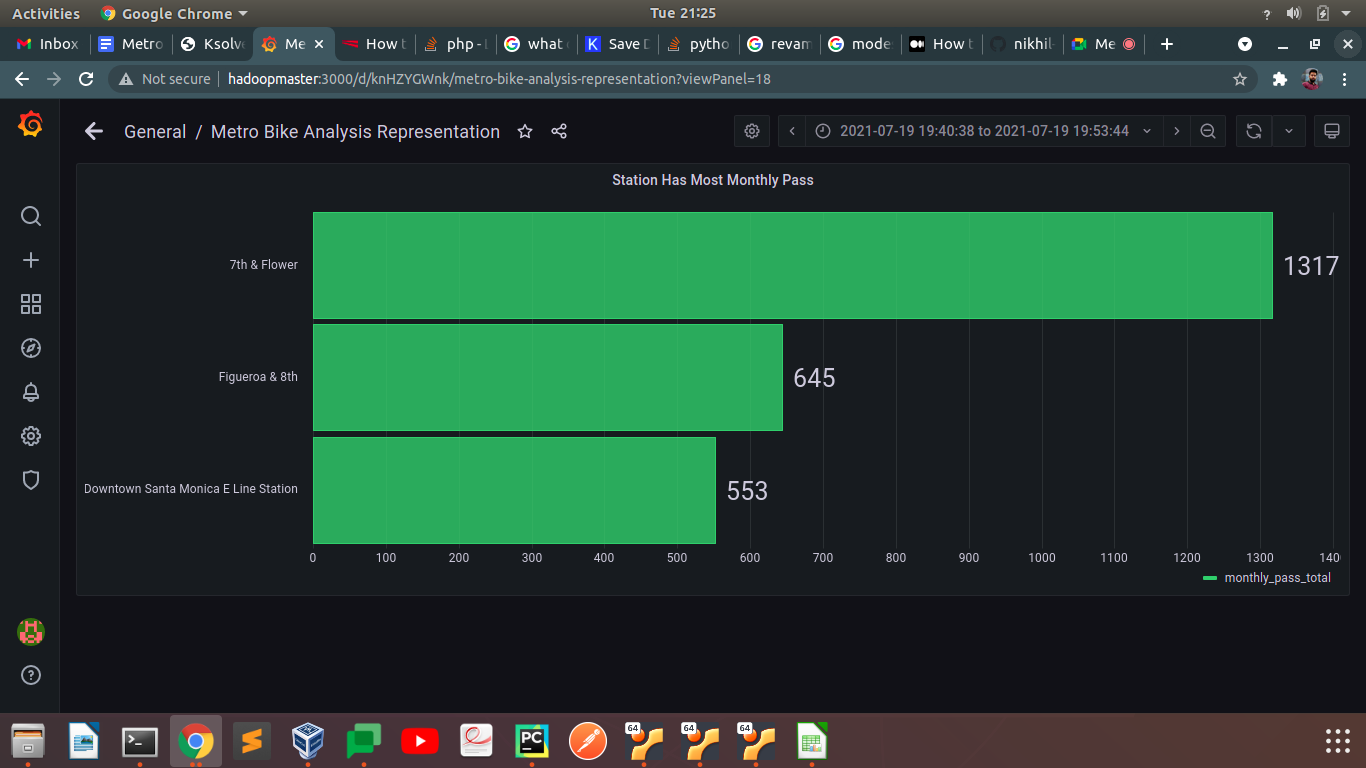 Activities Google Chrome Tue 21:25 ?
Inbox Metro Ksolve Me × How t php - what Save D pytho revam mode How t nikhil Me +
Not secure hadoopmaster:3000/d/knHZYGWnk/metro-bike-analysis-representation?viewPanel=18
General / Metro Bike Analysis Representation 2021-07-19 19:40:38 to 2021-07-19 19:53:44
Station Has Most Monthly Pass
7th & Flower 1317
Figueroa & 8th 645
Downtown Santa Monica E Line Station 553
0 100 200 300 400 500 600 700 800 900 1000 1100 1200 1300 140
monthly_pass_total
PC 64 64 64